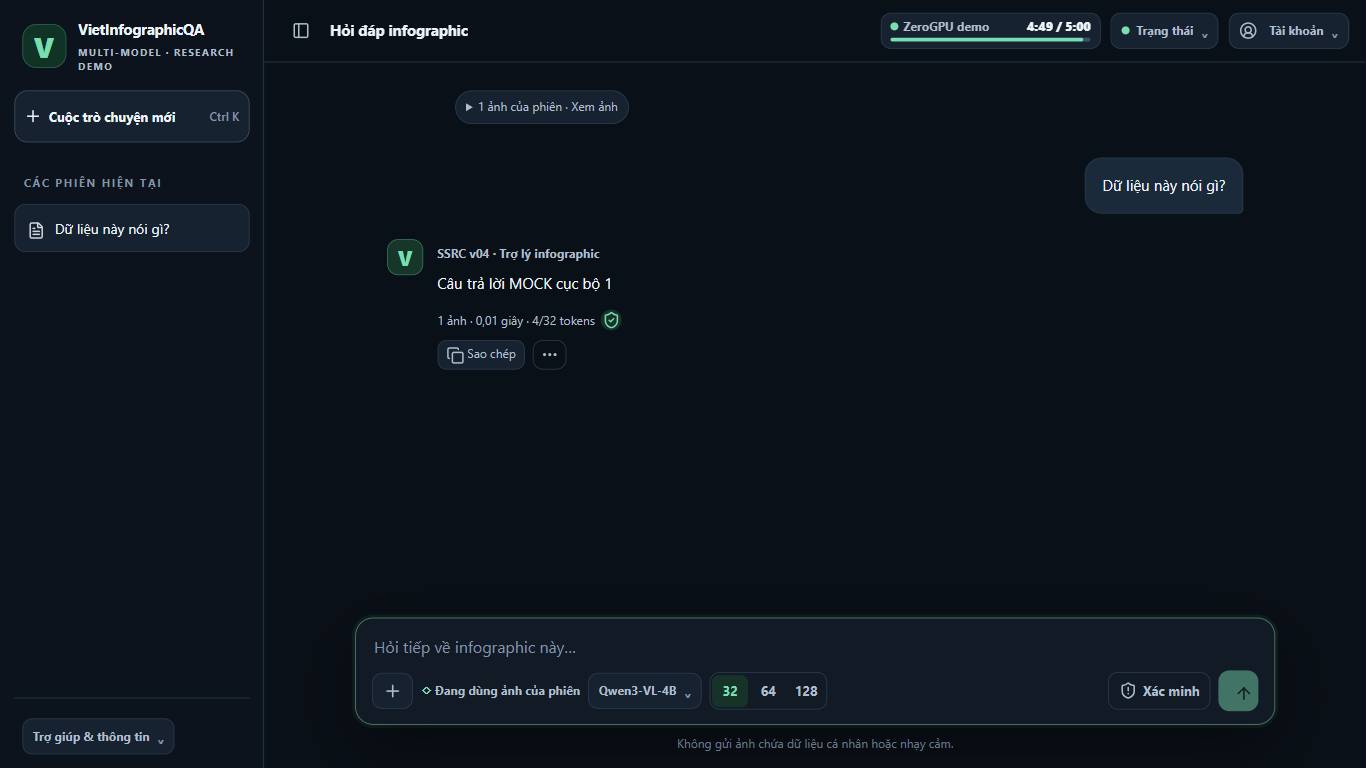 V
VietInfographicQA
MULTI-MODEL · RESEARCH
DEMO
Cuộc trò chuyện mới Ctrl K
CÁC PHIÊN HIỆN TẠI
Dữ liệu này nói gì?
Trợ giúp & thông tin
Hỏi đáp infographic
ZeroGPU demo 4:49 / 5:00
Trạng thái
Tài khoản
1 ảnh của phiên · Xem ảnh
Dữ liệu này nói gì?
V
SSRC v04 · Trợ lý infographic
Câu trả lời MOCK cục bộ 1
1 ảnh · 0,01 giây · 4/32 tokens
Sao chép
Hỏi tiếp về infographic này...
Đang dùng ảnh của phiên Qwen3-VL-4B 32 64 128 Xác minh
Không gửi ảnh chứa dữ liệu cá nhân hoặc nhạy cảm.